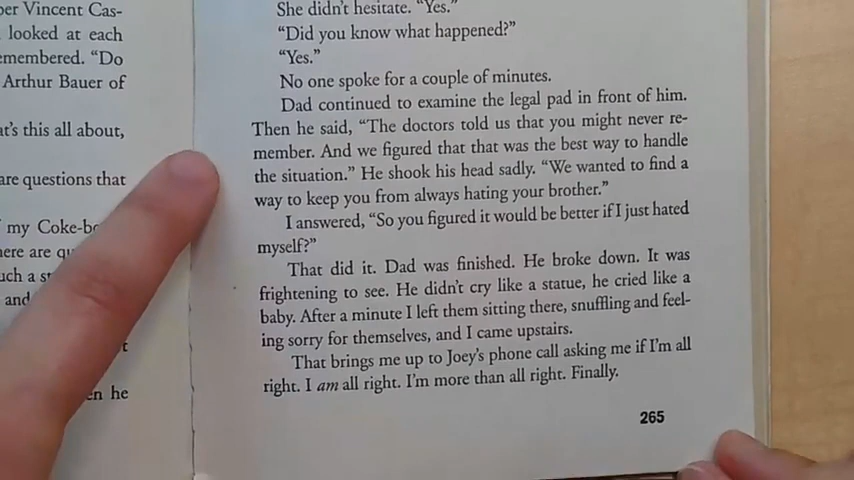 per Vincent Cas-
looked at each
emembered. "Do
Arthur Bauer of
at's this all about,
are questions that
my Coke-bo
here are qu
uch a st
and
t
en he
She didn't hesitate. "Yes."
"Did you know what happened?"
"Yes."
No one spoke for a couple of minutes.
Dad continued to examine the legal pad in front of him.
Then he said, "The doctors told us that you might never re-
member. And we figured that that was the best way to handle
the situation." He shook his head sadly. "We wanted to find a
way to keep you from always hating your brother."
I answered, "So you figured it would be better if I just hated
myself?"
That did it. Dad was finished. He broke down. It was
frightening to see. He didn't cry like a statue, he cried like a
baby. After a minute I left them sitting there, snuffling and feel-
ing sorry for themselves, and I came upstairs.
That brings me up to Joey's phone call asking me if I'm all
right. I am all right. I'm more than all right. Finally.
265